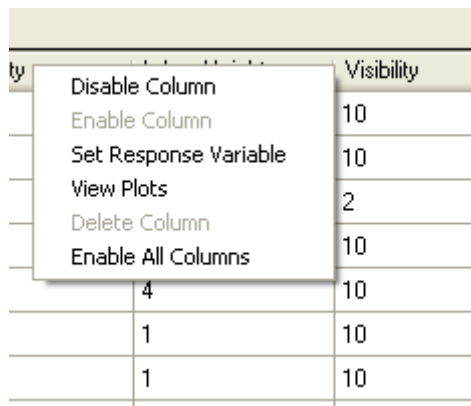 ty Visibility
Disable Column
Enable Column
Set Response Variable
View Plots
Delete Column
Enable All Columns
10
10
2
10
4 10
1 10
1 10